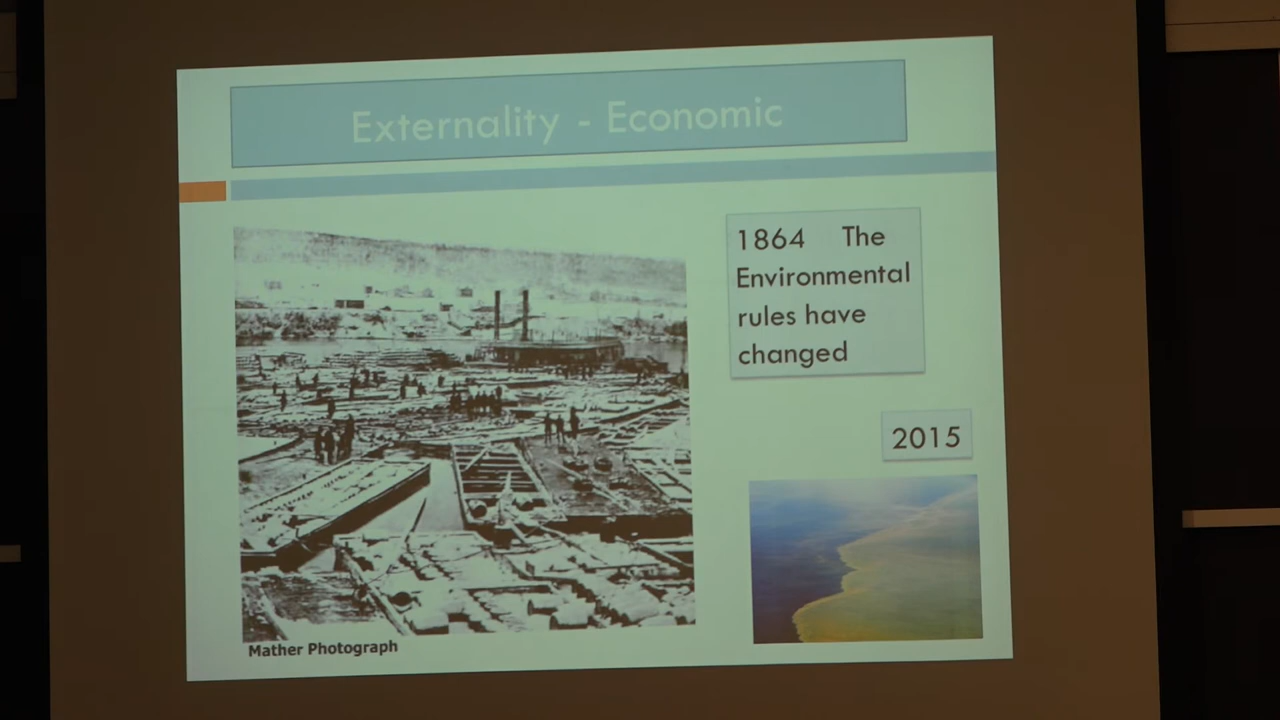 Externality - Economic
1864 The
Environmental
rules have
changed
2015
Mather Photograph